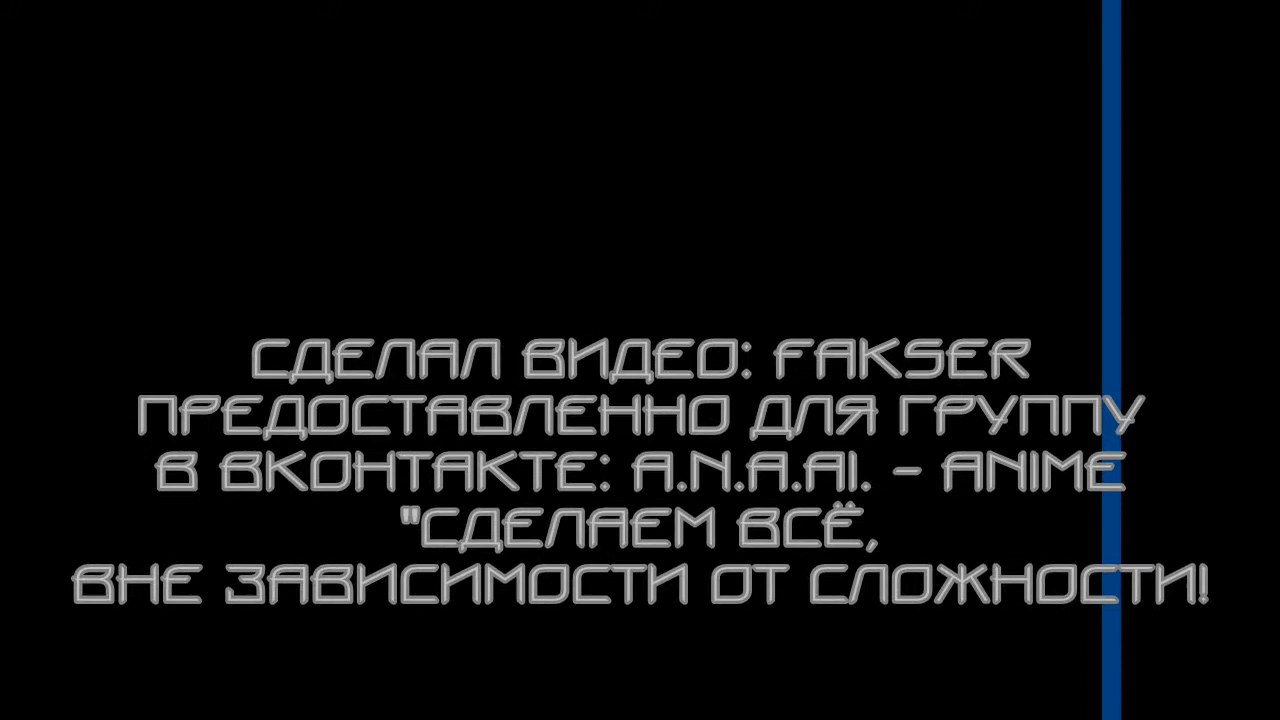 СДЕЛАЛ ВИДЕО: FAKSER
ПРЕДОСТАВЛЕННО ДЛЯ ГРУППУ
В ВКОНТАКТЕ: A.N.A.AI. - ANIME
"СДЕЛАЕМ ВСЁ,
ВНЕ ЗАВИСИМОСТИ ОТ СЛОЖНОСТИ!